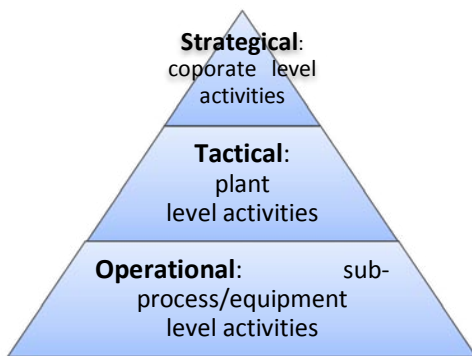 Strategical:
coporate level
activities
Tactical:
plant
level activities
Operational: sub-
process/equipment
level activities